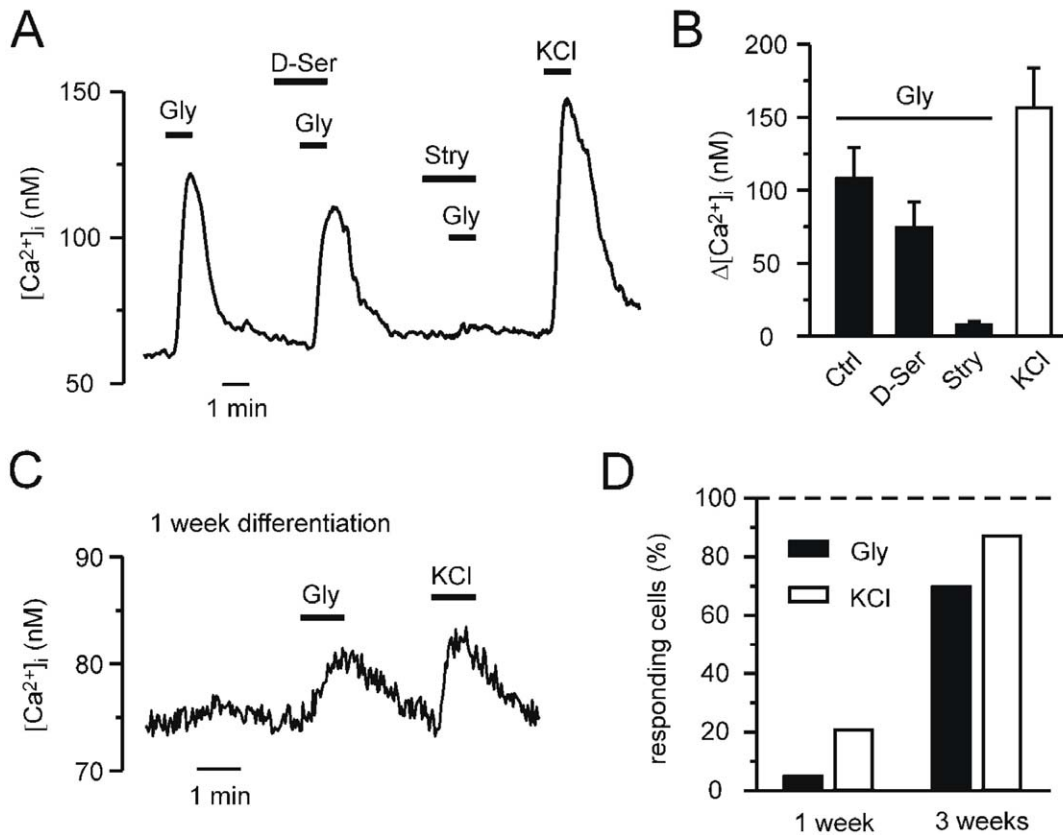 A
D-Ser
KCl
Gly
Gly
Stry
Gly
[Ca²⁺]ᵢ (nM)
150
100
50
1 min
B
Gly
Δ[Ca²⁺]ᵢ (nM)
200
150
100
50
0
Ctrl
D-Ser
Stry
KCl
C
1 week differentiation
Gly
KCl
[Ca²⁺]ᵢ (nM)
90
80
70
1 min
D
responding cells (%)
100
80
60
40
20
0
Gly
KCl
1 week
3 weeks